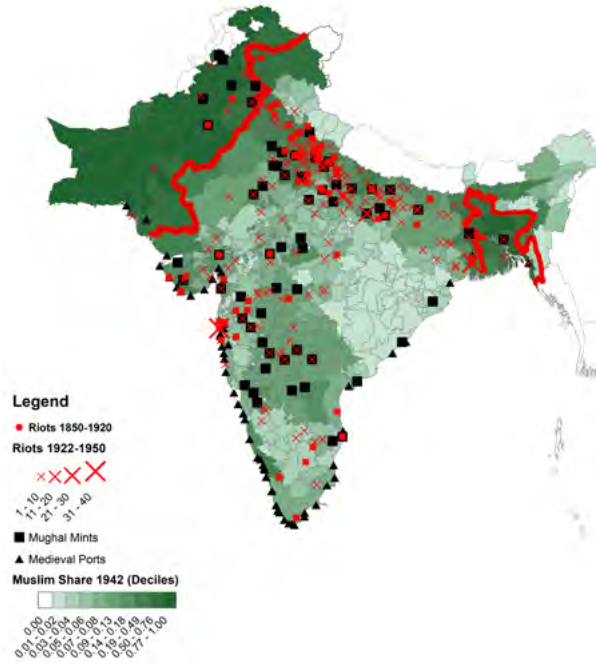 Legend
Riots 1850-1920
Riots 1922-1950
1 - 10
11 - 20
21 - 30
31 - 40
Mughal Mints
Medieval Ports
Muslim Share 1942 (Deciles)
0.00
0.01 - 0.02
0.03 - 0.04
0.05 - 0.06
0.07 - 0.08
0.09 - 0.13
0.14 - 0.18
0.19 - 0.49
0.50 - 0.76
0.77 - 1.00